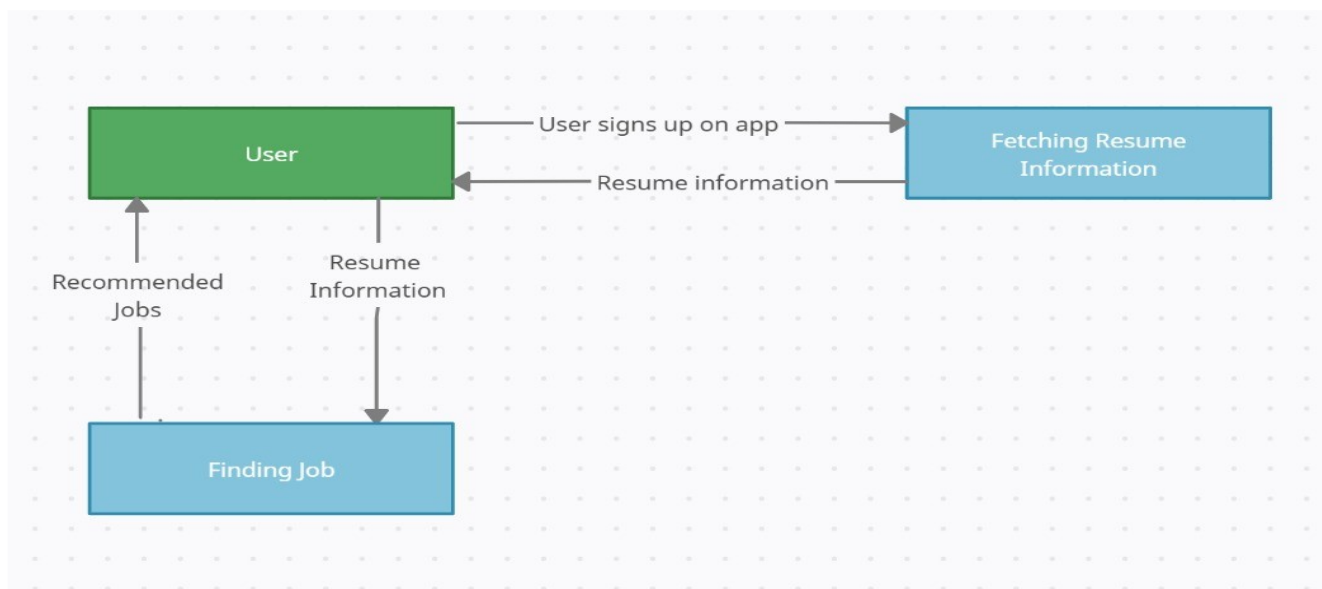 User
User signs up on app
Fetching Resume
Information
Resume information
Recommended
Jobs
Resume
Information
Finding Job